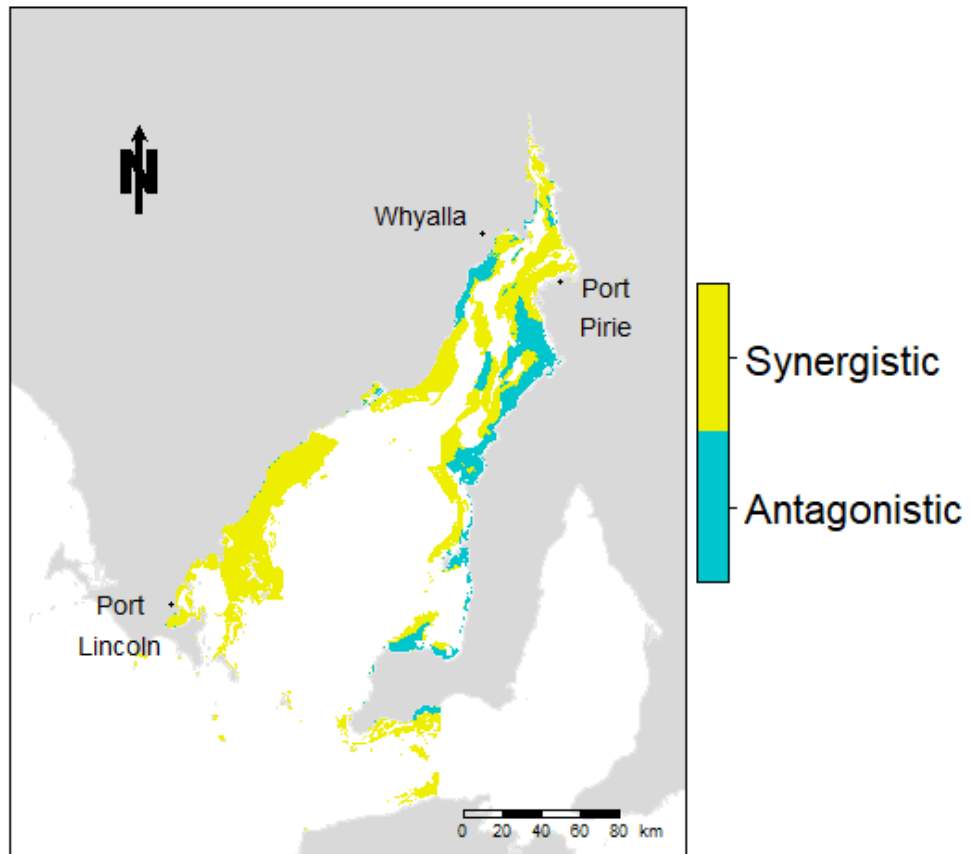 N
Whyalla
Port
Pirie
Synergistic
Antagonistic
Port
Lincoln
0 20 40 60 80 km